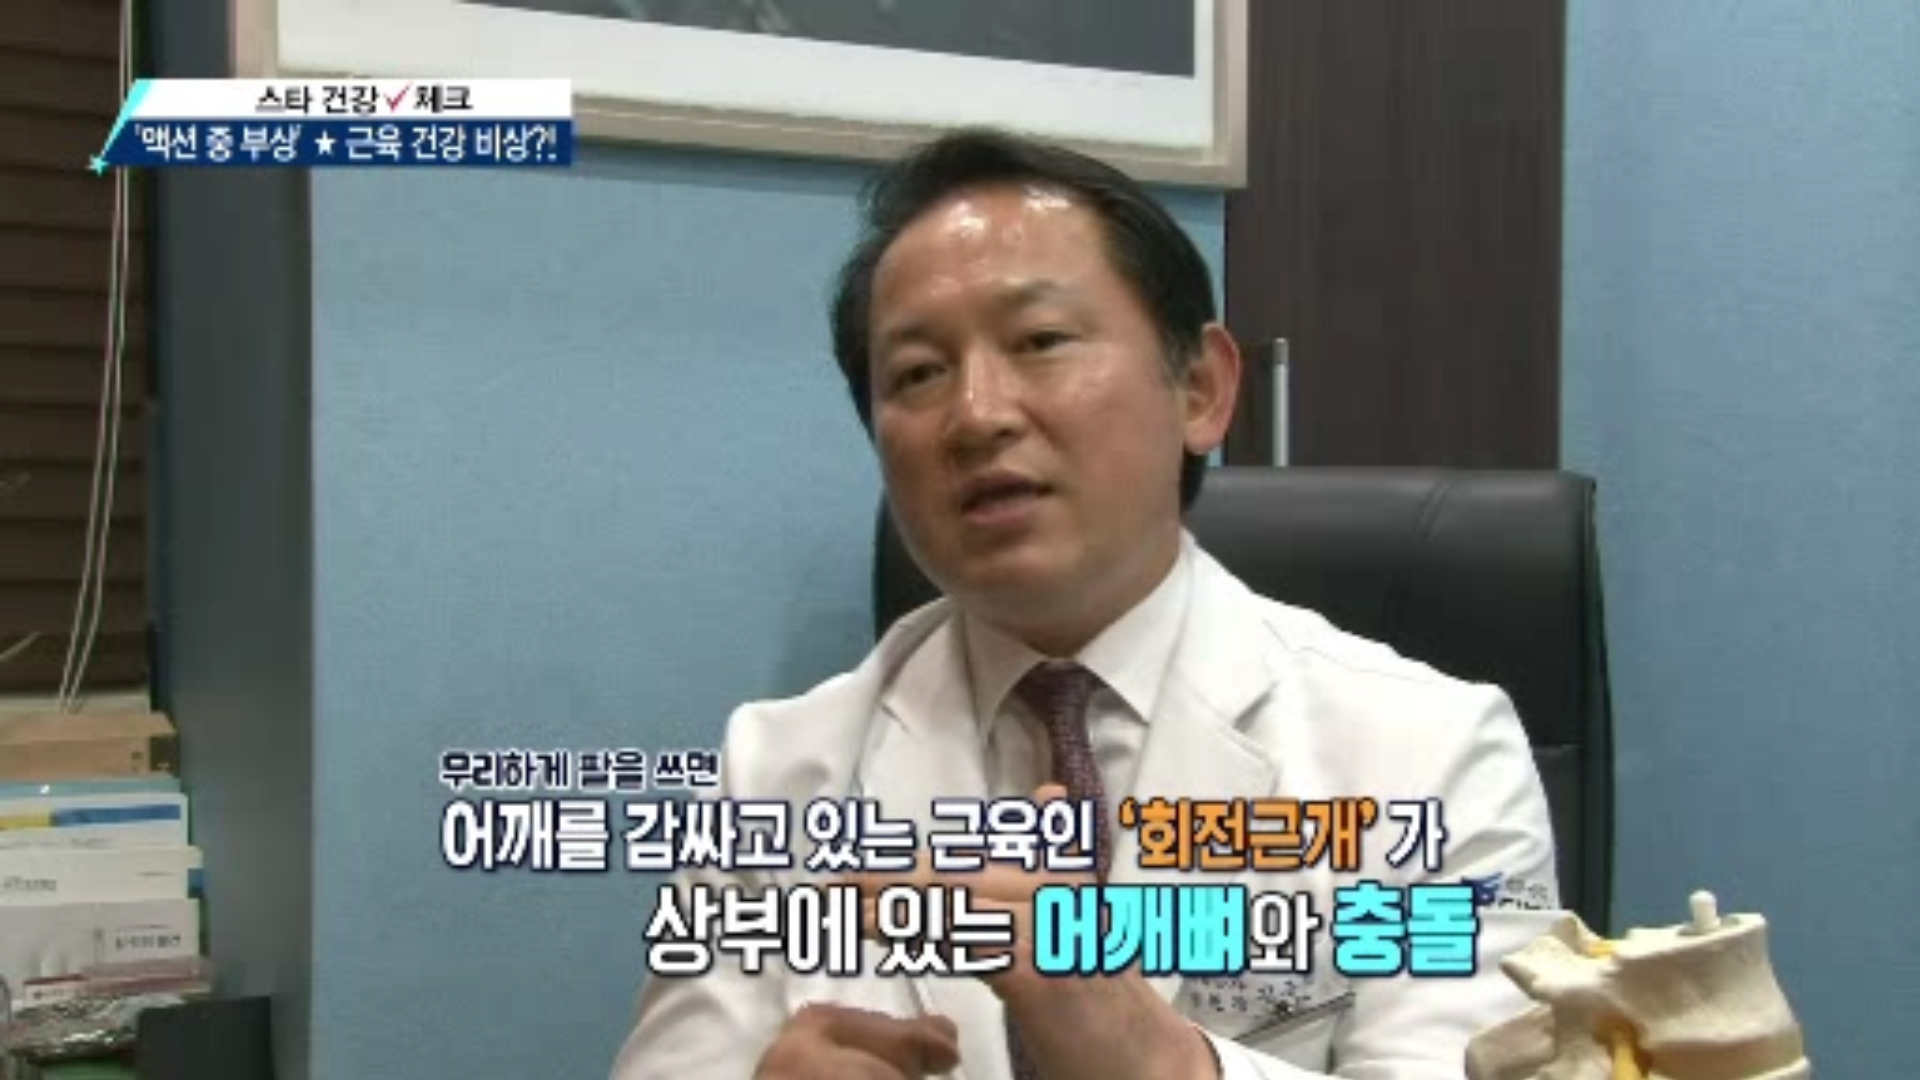 스타 건강✓체크
'액션 중 부상' ★ 근육 건강 비상?!
우리하게 팔을 쓰면
어깨를 감싸고 있는 근육인 '회전근개'가
상부에 있는 어깨뼈와 충돌